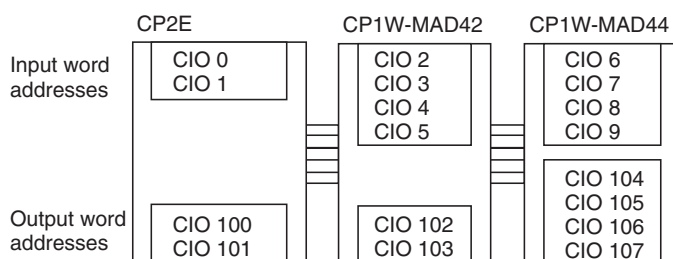 CP2E CP1W-MAD42 CP1W-MAD44
Input word addresses
CIO 0
CIO 1
CIO 2
CIO 3
CIO 4
CIO 5
CIO 6
CIO 7
CIO 8
CIO 9
Output word addresses
CIO 100
CIO 101
CIO 102
CIO 103
CIO 104
CIO 105
CIO 106
CIO 107